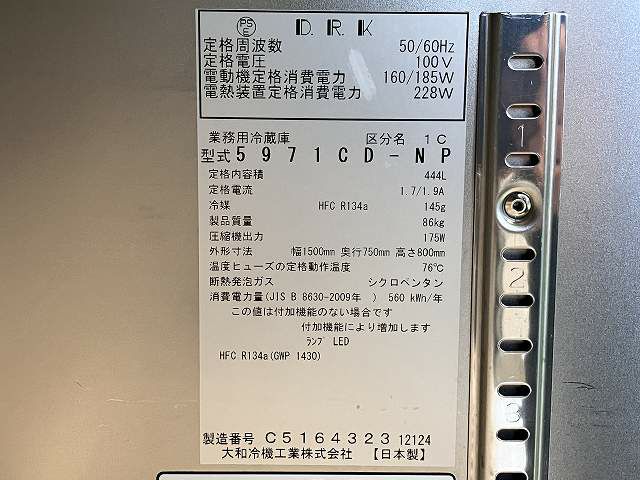 PS E D.R.K
定格周波数 50/60Hz
定格電圧 100V
電動機定格消費電力 160/185W
電熱装置定格消費電力 228W
業務用冷蔵庫 区分名 1C
型式 5971CD-NP
定格内容積 444L
定格電流 1.7/1.9A
冷媒 HFC R134a 145g
製品質量 86kg
圧縮機出力 175W
外形寸法 幅1500mm 奥行750mm 高さ800mm
温度ヒューズの定格動作温度 76℃
断熱発泡ガス シクロペンタン
消費電力量(JIS B 8630-2009年 ) 560 kWh/年
この値は付加機能のない場合です
付加機能により増加します
ﾗﾝﾌﾟ LED
HFC R134a(GWP 1430)
製造番号 C5164323 12124
大和冷機工業株式会社 【日本製】
1
2
3